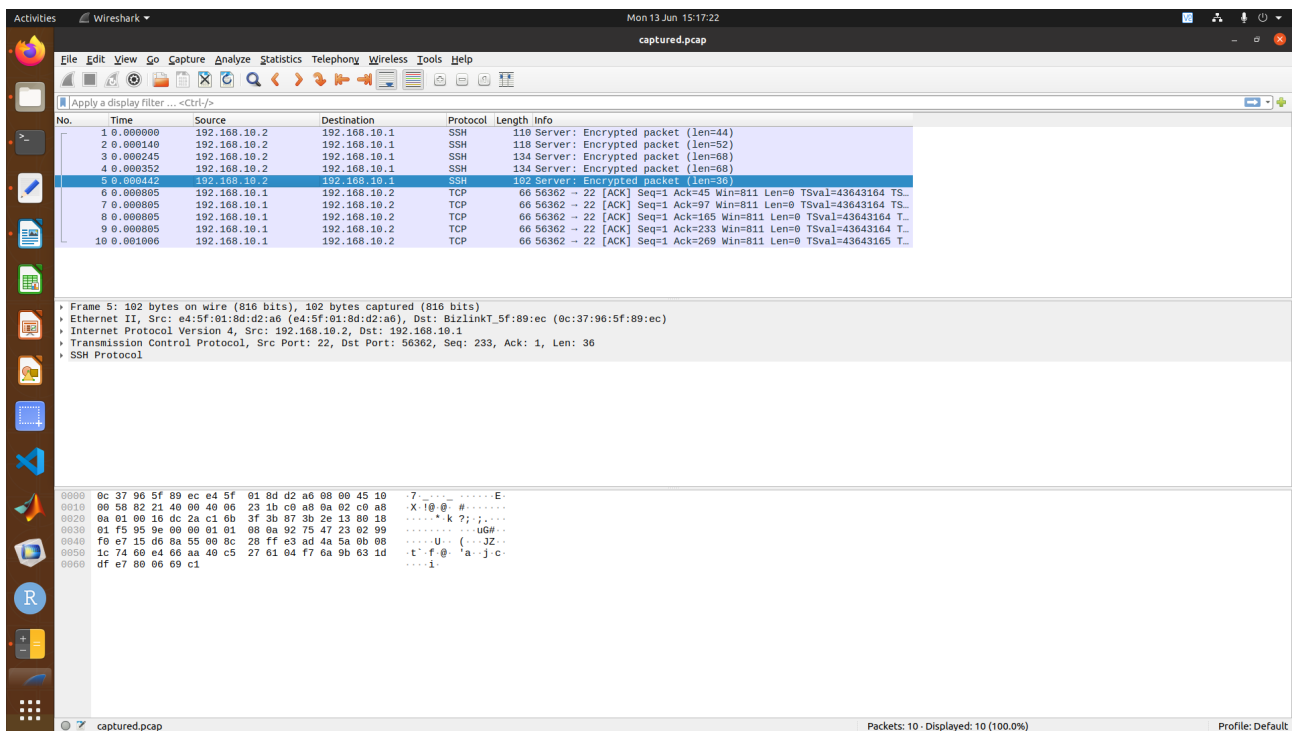 Activities Wireshark Mon 13 Jun 15:17:22
captured.pcap
File Edit View Go Capture Analyze Statistics Telephony Wireless Tools Help
Apply a display filter … <Ctrl-/>
No. Time Source Destination Protocol Length Info
1 0.000000 192.168.10.2 192.168.10.1 SSH 110 Server: Encrypted packet (len=44)
2 0.000140 192.168.10.2 192.168.10.1 SSH 118 Server: Encrypted packet (len=52)
3 0.000245 192.168.10.2 192.168.10.1 SSH 134 Server: Encrypted packet (len=68)
4 0.000352 192.168.10.2 192.168.10.1 SSH 134 Server: Encrypted packet (len=68)
5 0.000442 192.168.10.2 192.168.10.1 SSH 102 Server: Encrypted packet (len=36)
6 0.000805 192.168.10.1 192.168.10.2 TCP 66 56362 → 22 [ACK] Seq=1 Ack=45 Win=811 Len=0 TSval=43643164 TS…
7 0.000805 192.168.10.1 192.168.10.2 TCP 66 56362 → 22 [ACK] Seq=1 Ack=97 Win=811 Len=0 TSval=43643164 TS…
8 0.000805 192.168.10.1 192.168.10.2 TCP 66 56362 → 22 [ACK] Seq=1 Ack=165 Win=811 Len=0 TSval=43643164 T…
9 0.000805 192.168.10.1 192.168.10.2 TCP 66 56362 → 22 [ACK] Seq=1 Ack=233 Win=811 Len=0 TSval=43643164 T…
10 0.001006 192.168.10.1 192.168.10.2 TCP 66 56362 → 22 [ACK] Seq=1 Ack=269 Win=811 Len=0 TSval=43643165 T…
Frame 5: 102 bytes on wire (816 bits), 102 bytes captured (816 bits)
Ethernet II, Src: e4:5f:01:8d:d2:a6 (e4:5f:01:8d:d2:a6), Dst: BizlinkT_5f:89:ec (0c:37:96:5f:89:ec)
Internet Protocol Version 4, Src: 192.168.10.2, Dst: 192.168.10.1
Transmission Control Protocol, Src Port: 22, Dst Port: 56362, Seq: 233, Ack: 1, Len: 36
SSH Protocol
0000 0c 37 96 5f 89 ec e4 5f 01 8d d2 a6 08 00 45 10 ·7·_···_ ······E·
0010 00 58 82 21 40 00 40 06 23 1b c0 a8 0a 02 c0 a8 ·X·!@·@· #·······
0020 0a 01 00 16 dc 2a c1 6b 3f 3b 87 3b 2e 13 80 18 ·····*·k ?;·;.···
0030 01 f5 95 9e 00 00 01 01 08 0a 92 75 47 23 02 99 ········ ···uG#··
0040 f0 e7 15 d6 8a 55 00 8c 28 ff e3 ad 4a 5a 0b 08 ·····U·· (···JZ··
0050 1c 74 60 e4 66 aa 40 c5 27 61 04 f7 6a 9b 63 1d ·t`·f·@· 'a··j·c·
0060 df e7 80 06 69 c1 ····i·
captured.pcap Packets: 10 · Displayed: 10 (100.0%) Profile: Default